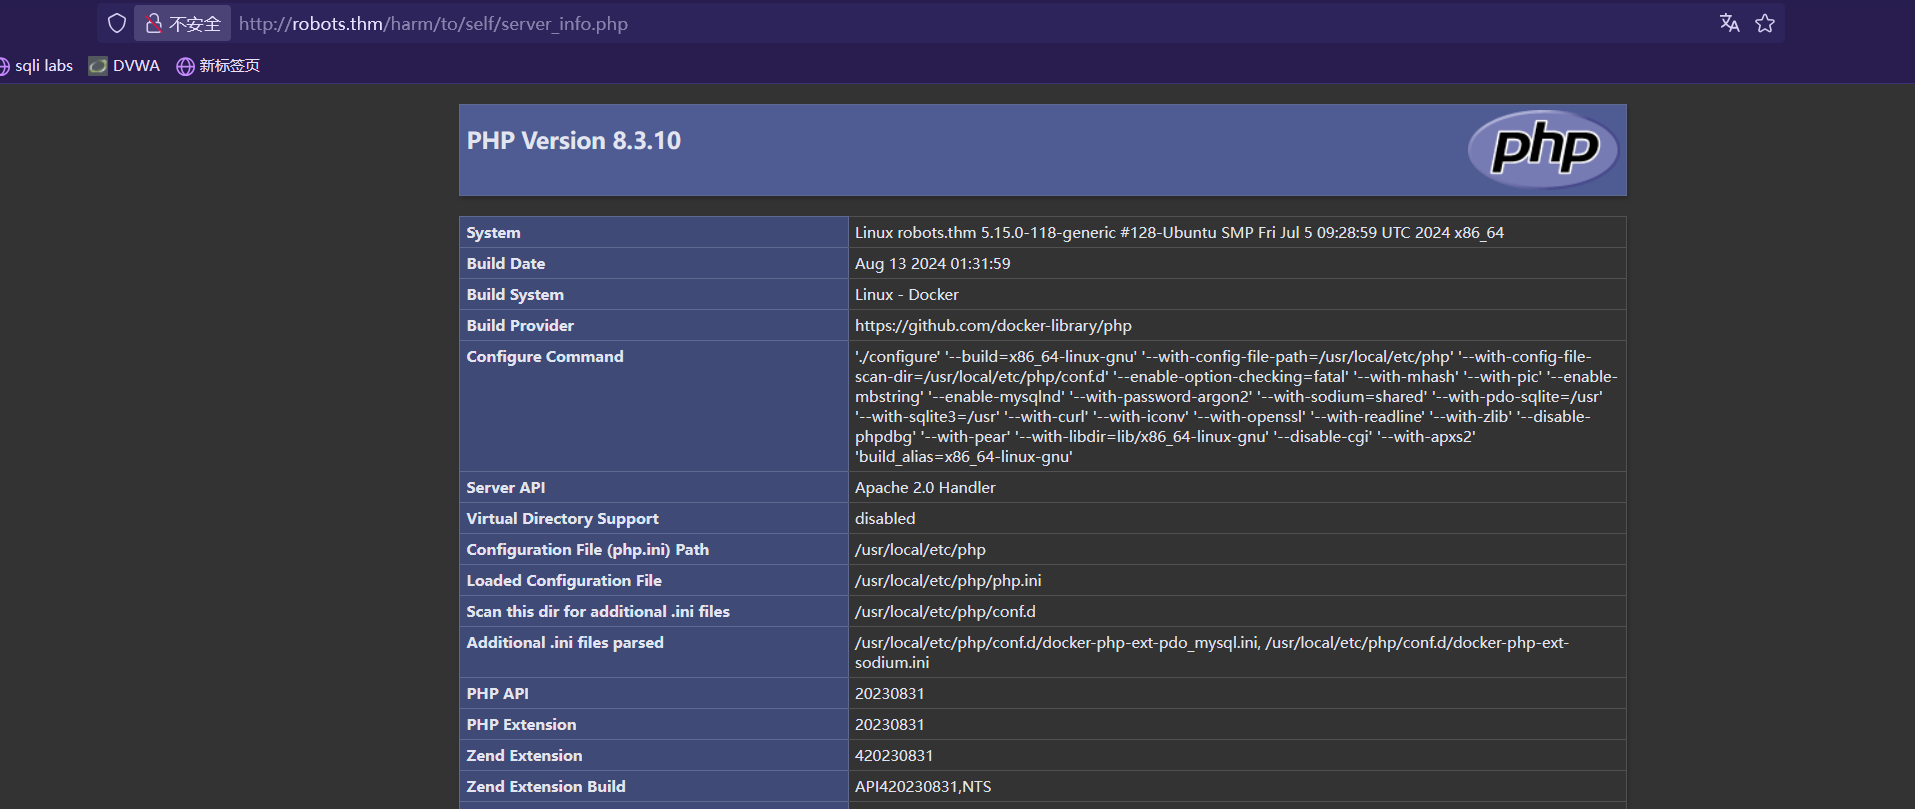 不安全 http://robots.thm/harm/to/self/server_info.php
sqli labs DVWA 新标签页
PHP Version 8.3.10
php
System Linux robots.thm 5.15.0-118-generic #128-Ubuntu SMP Fri Jul 5 09:28:59 UTC 2024 x86_64
Build Date Aug 13 2024 01:31:59
Build System Linux - Docker
Build Provider https://github.com/docker-library/php
Configure Command './configure' '--build=x86_64-linux-gnu' '--with-config-file-path=/usr/local/etc/php' '--with-config-file-
scan-dir=/usr/local/etc/php/conf.d' '--enable-option-checking=fatal' '--with-mhash' '--with-pic' '--enable-
mbstring' '--enable-mysqlnd' '--with-password-argon2' '--with-sodium=shared' '--with-pdo-sqlite=/usr'
'--with-sqlite3=/usr' '--with-curl' '--with-iconv' '--with-openssl' '--with-readline' '--with-zlib' '--disable-
phpdbg' '--with-pear' '--with-libdir=lib/x86_64-linux-gnu' '--disable-cgi' '--with-apxs2'
'build_alias=x86_64-linux-gnu'
Server API Apache 2.0 Handler
Virtual Directory Support disabled
Configuration File (php.ini) Path /usr/local/etc/php
Loaded Configuration File /usr/local/etc/php/php.ini
Scan this dir for additional .ini files /usr/local/etc/php/conf.d
Additional .ini files parsed /usr/local/etc/php/conf.d/docker-php-ext-pdo_mysql.ini, /usr/local/etc/php/conf.d/docker-php-ext-
sodium.ini
PHP API 20230831
PHP Extension 20230831
Zend Extension 420230831
Zend Extension Build API420230831,NTS